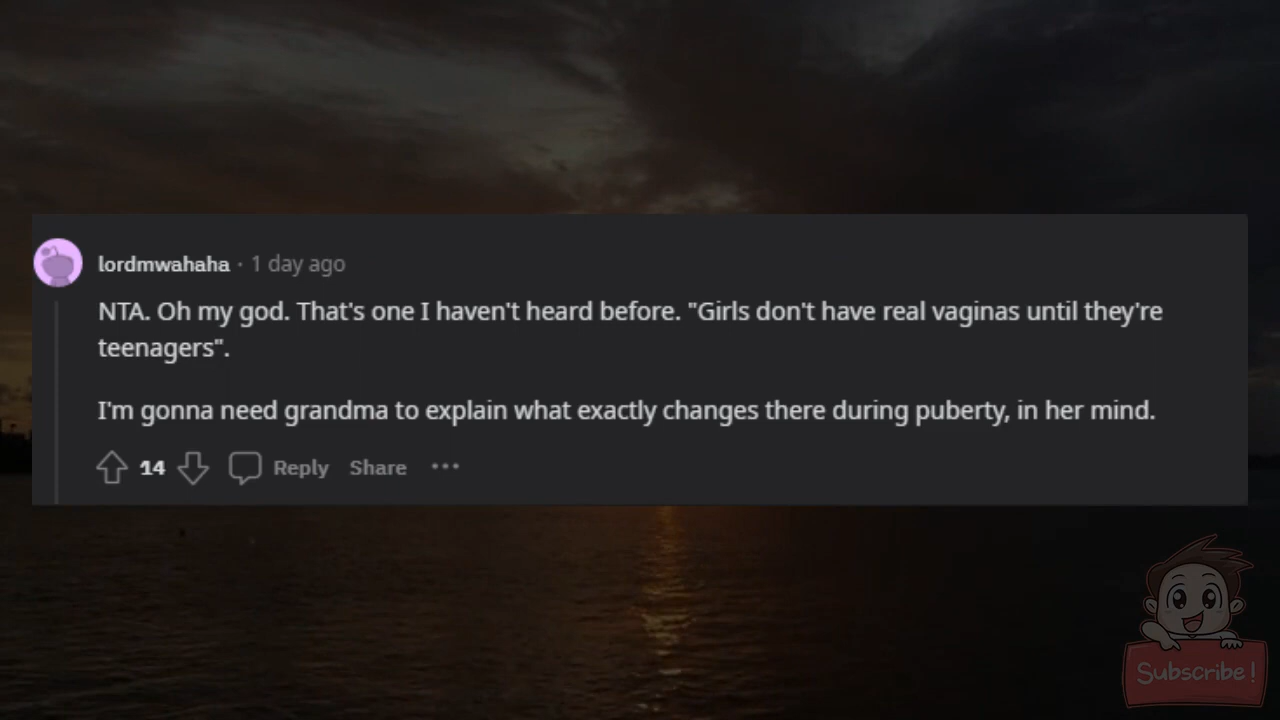 lordmwahaha · 1 day ago
NTA. Oh my god. That's one I haven't heard before. "Girls don't have real vaginas until they're
teenagers".
I'm gonna need grandma to explain what exactly changes there during puberty, in her mind.
14 Reply Share ···
Subscribe!